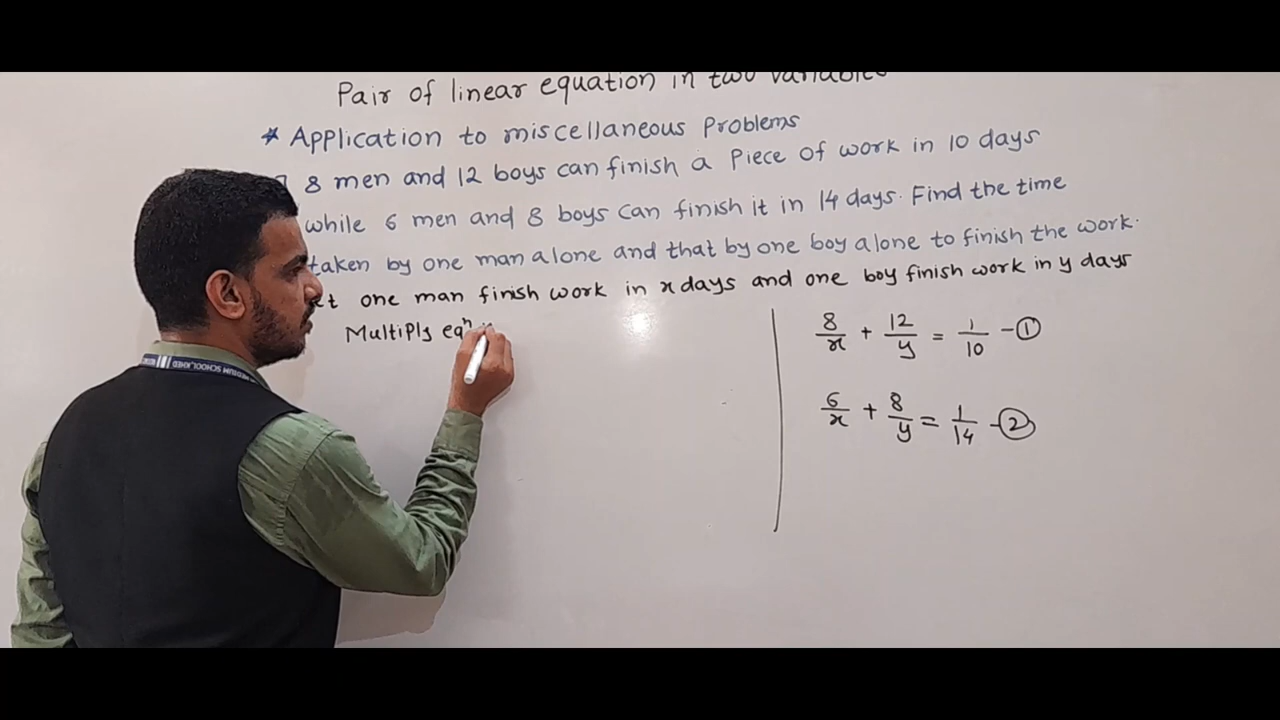 Pair of linear equation in two variables
* Application to miscellaneous Problems
8 men and 12 boys can finish a Piece of work in 10 days
while 6 men and 8 boys can finish it in 14 days. Find the time
taken by one man alone and that by one boy alone to finish the work.
one man finish work in x days and one boy finish work in y days
Multiply eqn
8/x + 12/y = 1/10 - ①
6/x + 8/y = 1/14 - ②